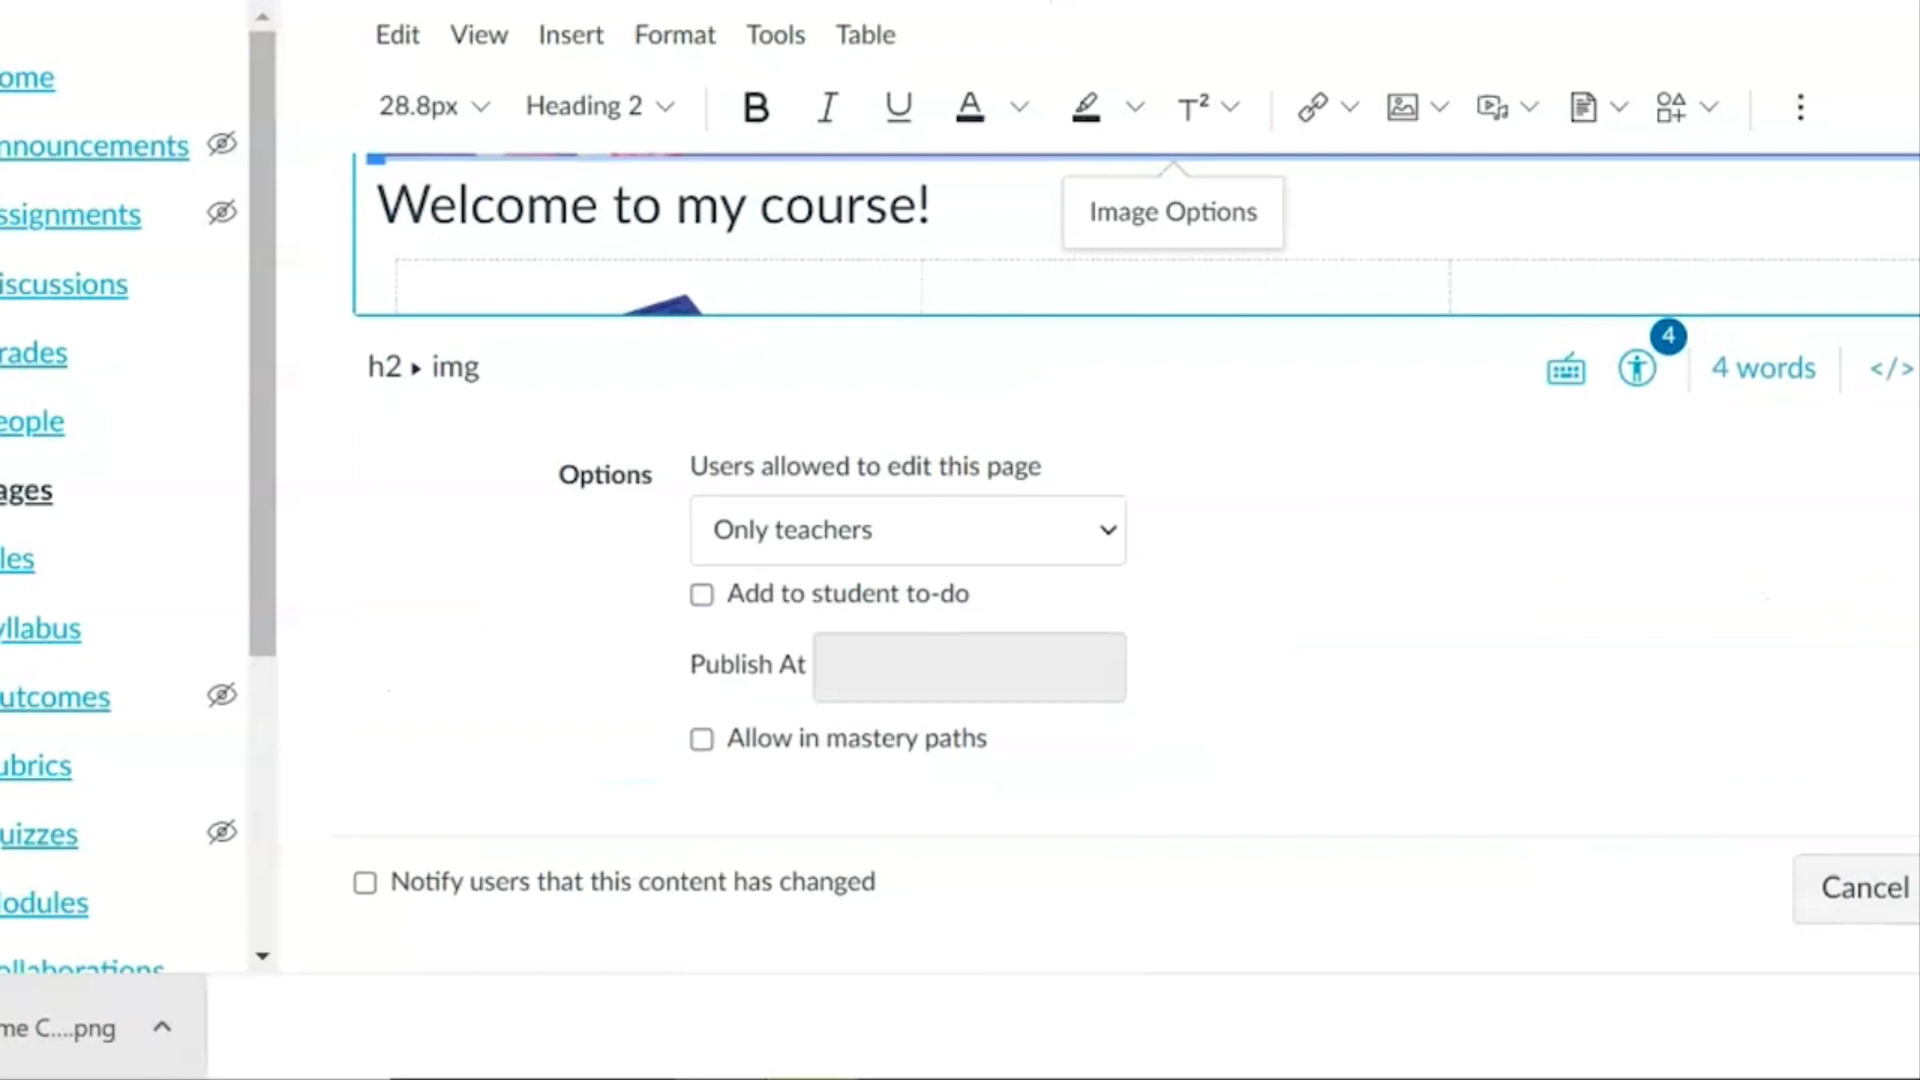 Edit View Insert Format Tools Table
28.8px Heading 2 B I U A T²
ome
nnouncements
ssignments
iscussions
rades
eople
ages
les
yllabus
utcomes
ubrics
uizzes
odules
ollaborations
Welcome to my course!
Image Options
h2 ▸ img
4
4 words
</>
Options
Users allowed to edit this page
Only teachers
Add to student to-do
Publish At
Allow in mastery paths
Notify users that this content has changed
Cancel
me C....png